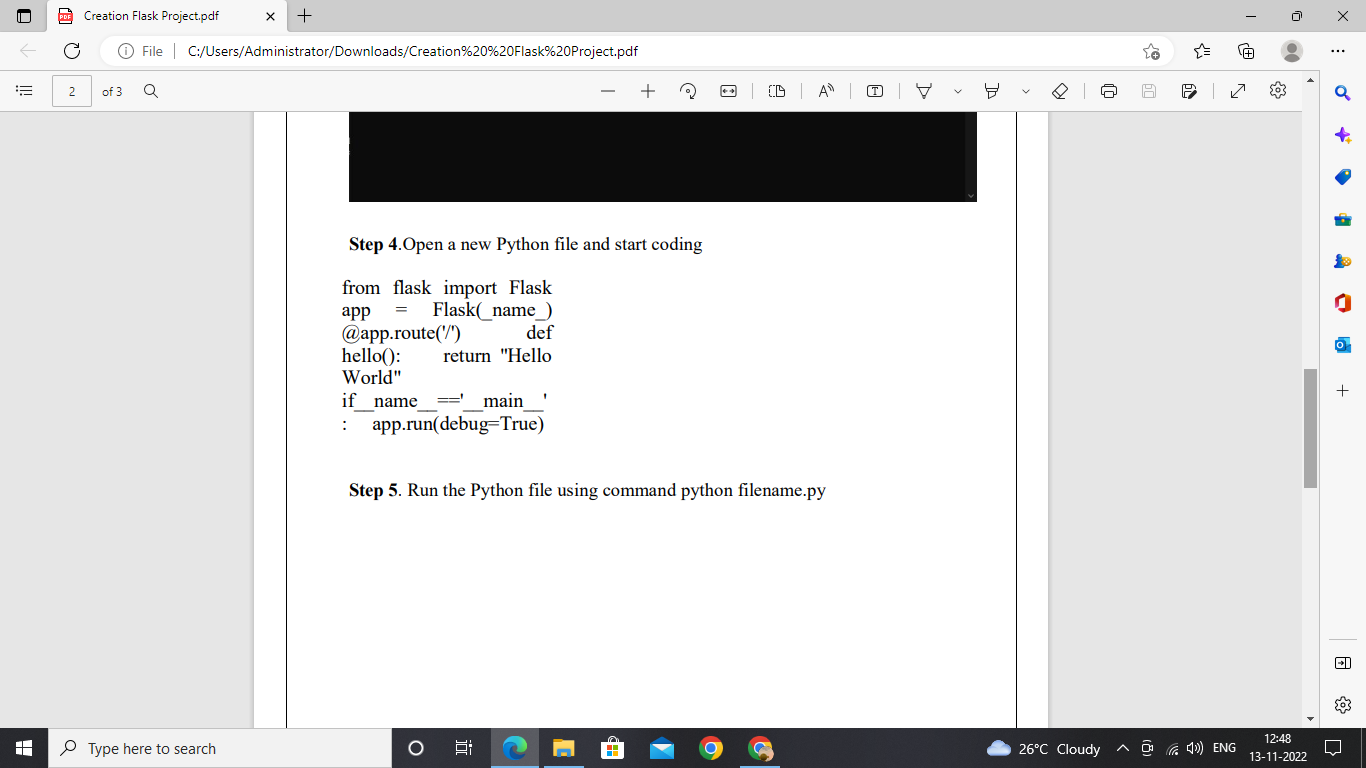 Creation Flask Project.pdf
File C:/Users/Administrator/Downloads/Creation%20%20Flask%20Project.pdf
2 of 3
Step 4.Open a new Python file and start coding
from flask import Flask
app = Flask(_name_)
@app.route('/') def
hello(): return "Hello
World"
if__name__=='__main__'
: app.run(debug=True)
Step 5. Run the Python file using command python filename.py
Type here to search
26°C Cloudy
ENG
12:48
13-11-2022